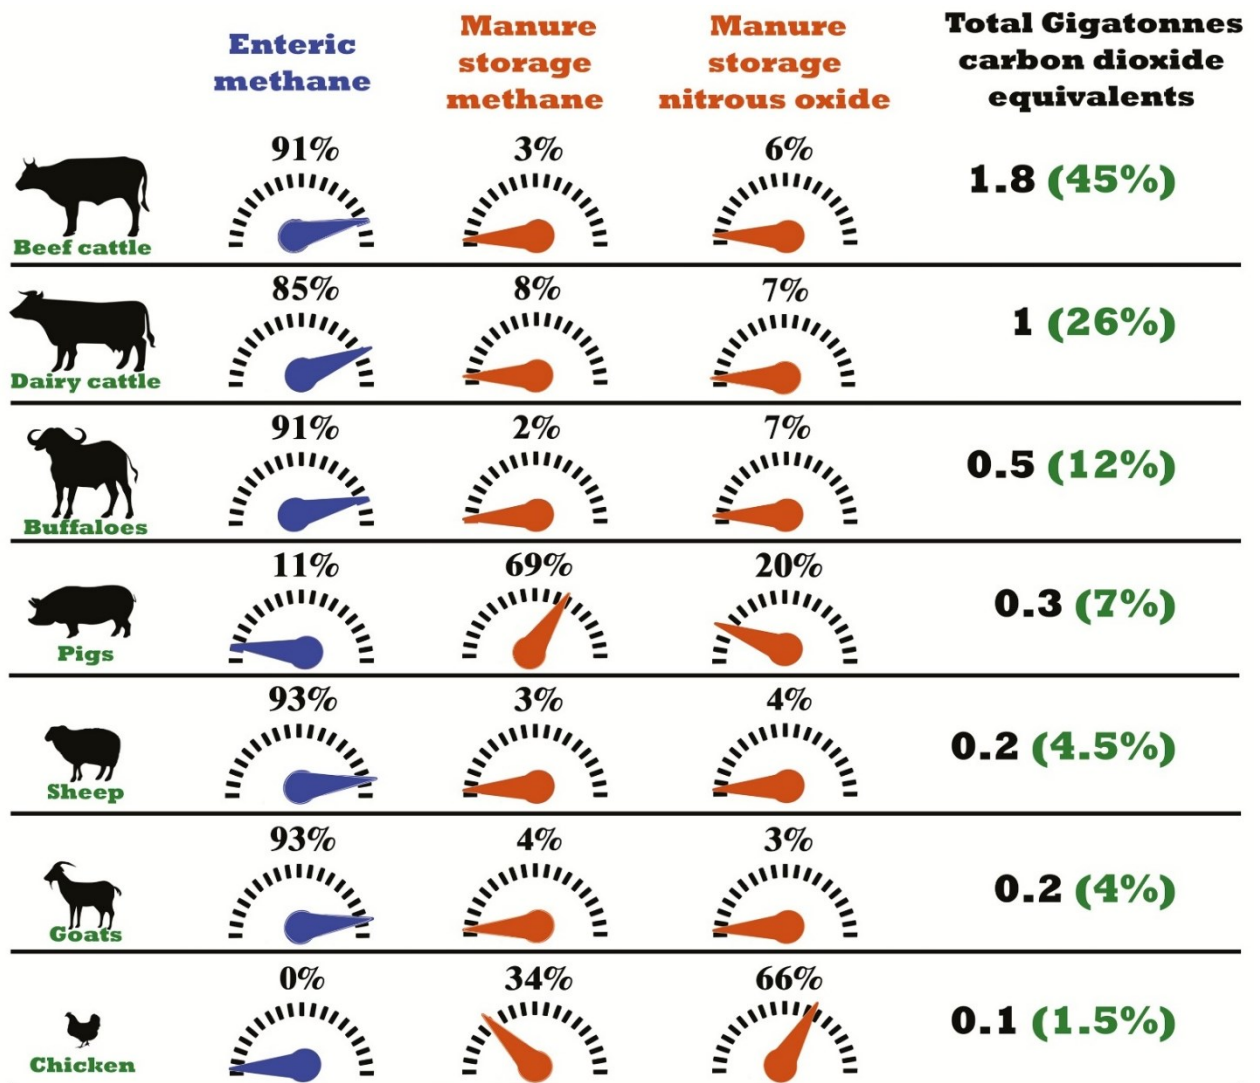 Enteric
methane
Manure
storage
methane
Manure
storage
nitrous oxide
Total Gigatonnes
carbon dioxide
equivalents
91%
3%
6%
1.8 (45%)
Beef cattle
85%
8%
7%
1 (26%)
Dairy cattle
91%
2%
7%
0.5 (12%)
Buffaloes
11%
69%
20%
0.3 (7%)
Pigs
93%
3%
4%
0.2 (4.5%)
Sheep
93%
4%
3%
0.2 (4%)
Goats
0%
34%
66%
0.1 (1.5%)
Chicken